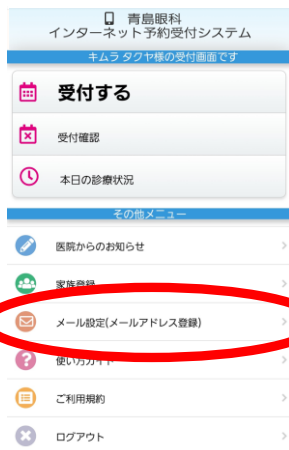 青島眼科
インターネット予約受付システム
キムラ タクヤ様の受付画面です
受付する
受付確認
本日の診療状況
その他メニュー
医院からのお知らせ
家族登録
メール設定(メールアドレス登録)
使い方ガイド
ご利用規約
ログアウト